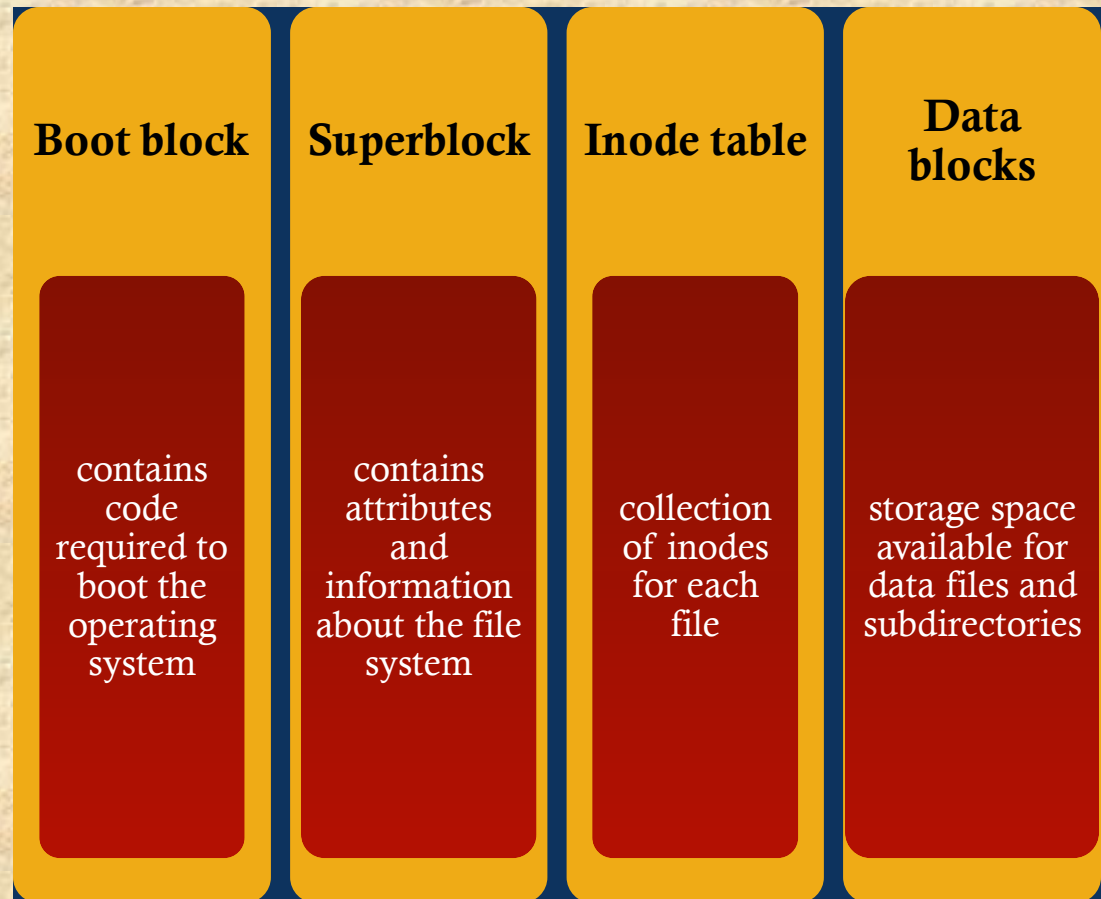 Boot block
contains
code
required to
boot the
operating
system
Superblock
contains
attributes
and
information
about the file
system
Inode table
collection
of inodes
for each
file
Data
blocks
storage space
available for
data files and
subdirectories